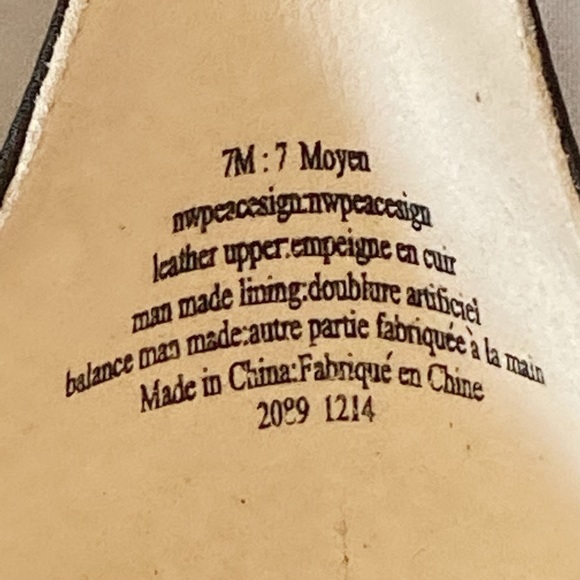 7M : 7 Moyen
nwpeacesign:nwpeacesign
leather upper:empeigne en cuir
man made lining:doublure artificiel
balance man made:autre partie fabriquée à la main
Made in China:Fabriqué en Chine
2089 1214